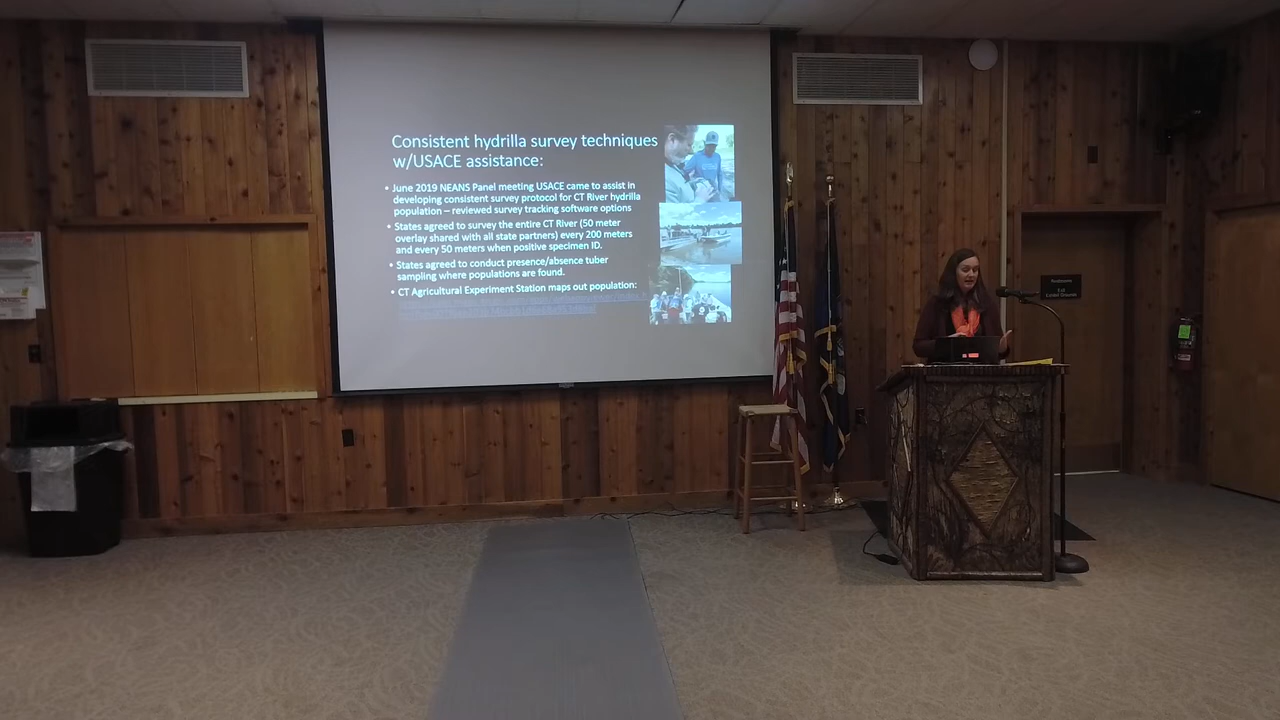 Consistent hydrilla survey techniques
w/USACE assistance:
• June 2019 NEANS Panel meeting USACE came to assist in
developing consistent survey protocol for CT River hydrilla
population – reviewed survey tracking software options
• States agreed to survey the entire CT River (50 meter
overlay shared with all state partners) every 200 meters
and every 50 meters when positive specimen ID.
• States agreed to conduct presence/absence tuber
sampling where populations are found.
• CT Agricultural Experiment Station maps out population:
Restrooms